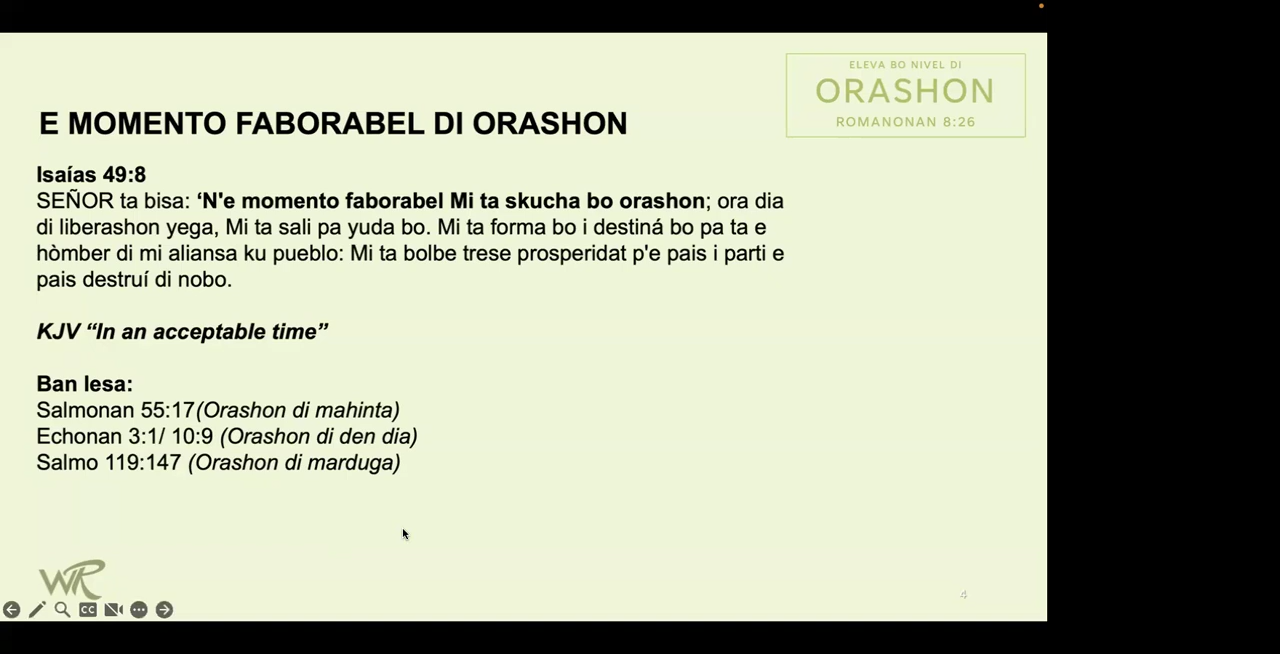 ELEVA BO NIVEL DI
ORASHON
ROMANONAN 8:26
E MOMENTO FABORABEL DI ORASHON
Isaías 49:8
SEÑOR ta bisa: ‘N'e momento faborabel Mi ta skucha bo orashon; ora dia
di liberashon yega, Mi ta sali pa yuda bo. Mi ta forma bo i destiná bo pa ta e
hòmber di mi aliansa ku pueblo: Mi ta bolbe trese prosperidat p'e pais i parti e
pais destruí di nobo.
KJV “In an acceptable time”
Ban lesa:
Salmonan 55:17(Orashon di mahinta)
Echonan 3:1/ 10:9 (Orashon di den dia)
Salmo 119:147 (Orashon di marduga)
WR
CC
4